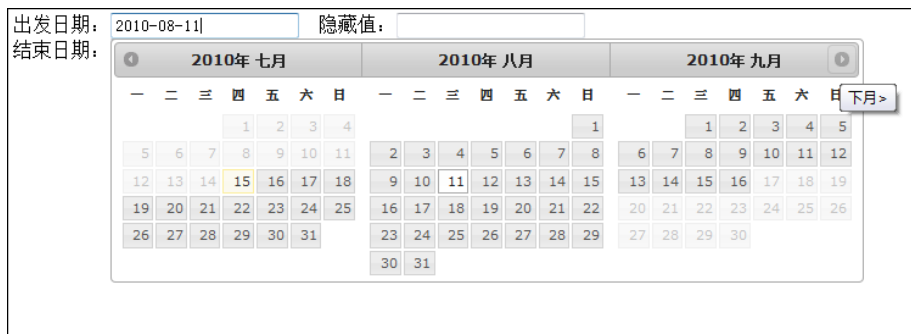 出发日期: 2010-08-11 隐藏值:
结束日期:
2010年 七月 2010年 八月 2010年 九月
一 二 三 四 五 六 日 一 二 三 四 五 六 日 一 二 三 四 五 六 日 下月>
1 2 3 4 1 1 2 3 4 5
5 6 7 8 9 10 11 2 3 4 5 6 7 8 6 7 8 9 10 11 12
12 13 14 15 16 17 18 9 10 11 12 13 14 15 13 14 15 16 17 18 19
19 20 21 22 23 24 25 16 17 18 19 20 21 22 20 21 22 23 24 25 26
26 27 28 29 30 31 23 24 25 26 27 28 29 27 28 29 30
30 31